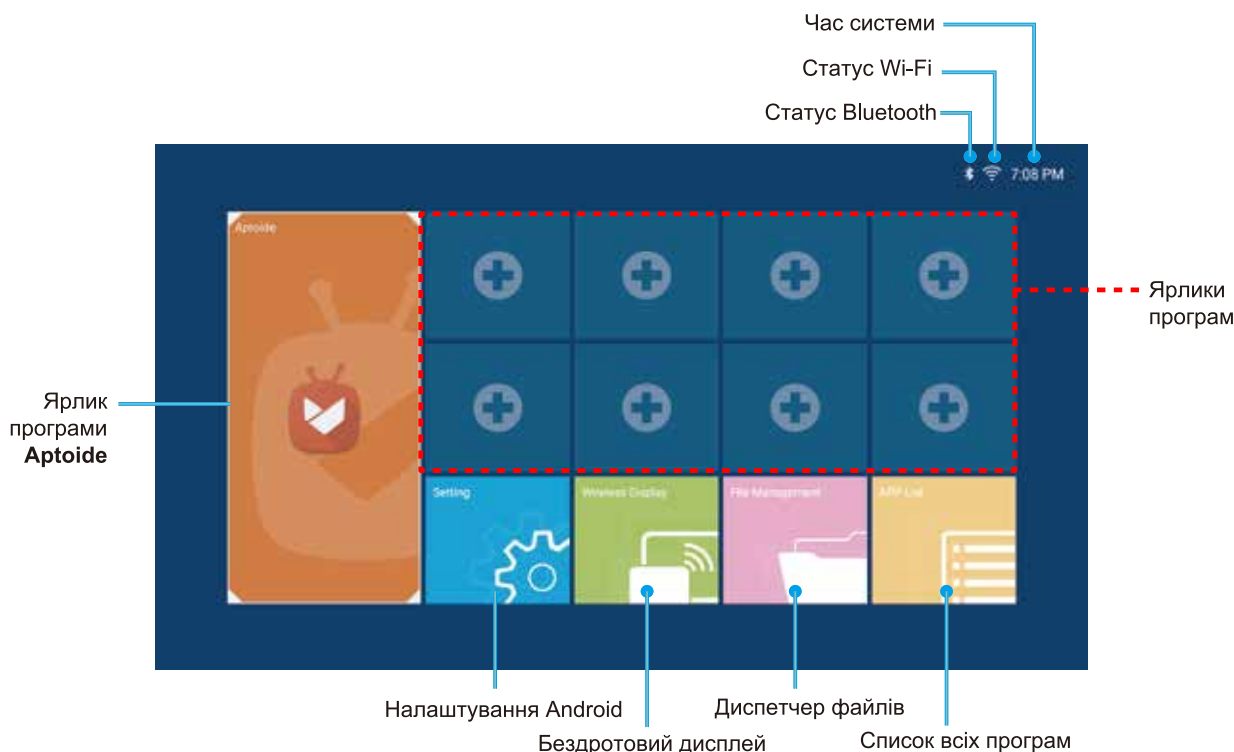 Час системи
Статус Wi-Fi
Статус Bluetooth
7:08 PM
Aptoide
Ярлики
програм
Ярлик
програми
Aptoide
Setting
Wireless Display
File Management
APP List
Налаштування Android
Диспетчер файлів
Бездротовий дисплей
Список всіх програм